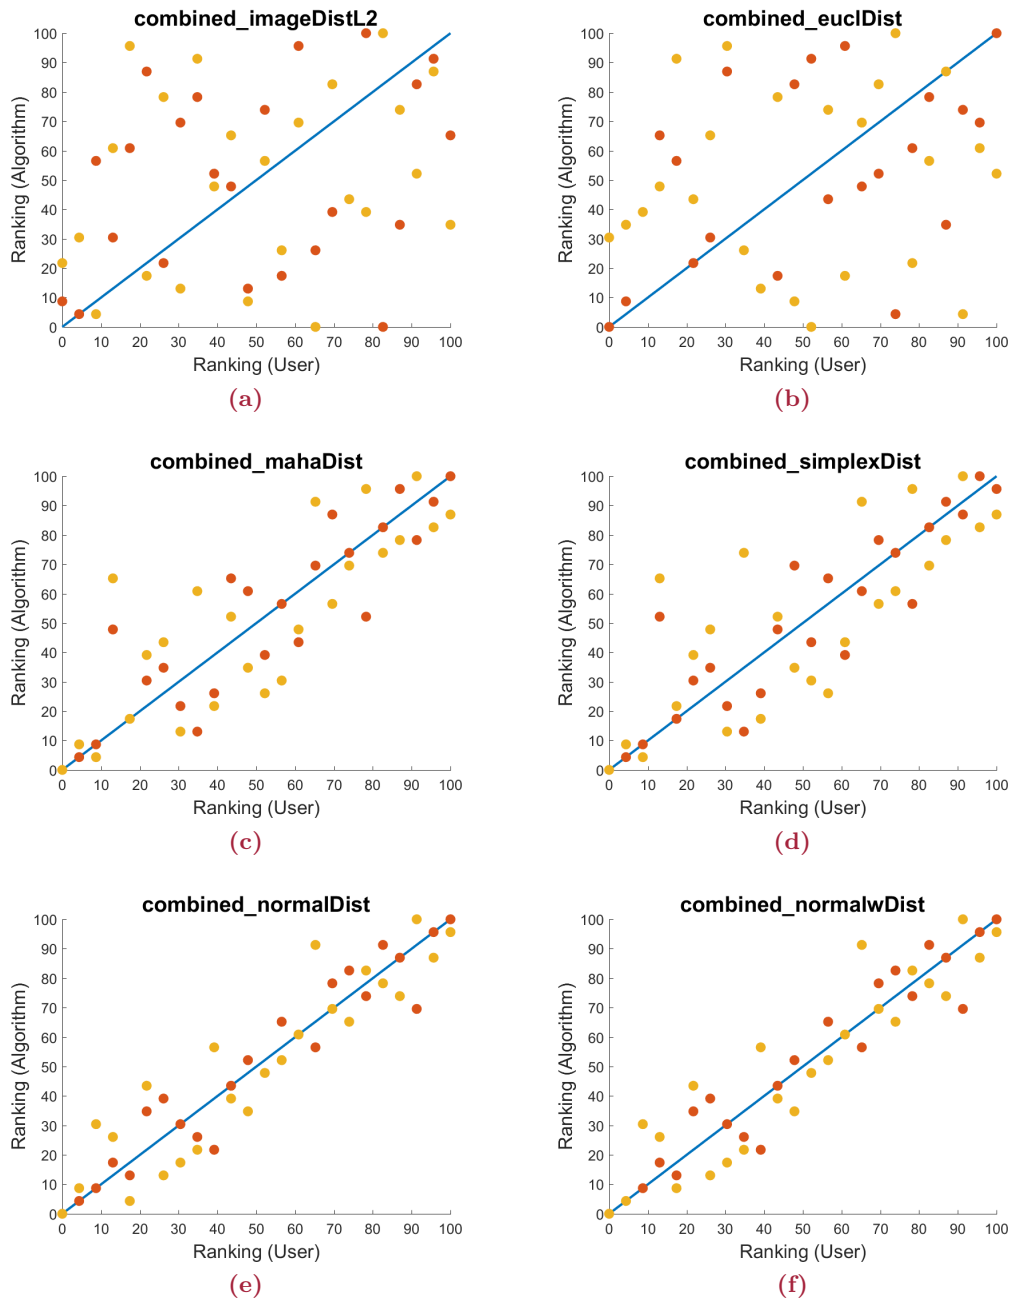 combined_imageDistL2
100
90
80
70
60
50
40
30
20
10
0
Ranking (Algorithm)
0 10 20 30 40 50 60 70 80 90 100
Ranking (User)
(a)
combined_euclDist
100
90
80
70
60
50
40
30
20
10
0
Ranking (Algorithm)
0 10 20 30 40 50 60 70 80 90 100
Ranking (User)
(b)
combined_mahaDist
100
90
80
70
60
50
40
30
20
10
0
Ranking (Algorithm)
0 10 20 30 40 50 60 70 80 90 100
Ranking (User)
(c)
combined_simplexDist
100
90
80
70
60
50
40
30
20
10
0
Ranking (Algorithm)
0 10 20 30 40 50 60 70 80 90 100
Ranking (User)
(d)
combined_normalDist
100
90
80
70
60
50
40
30
20
10
0
Ranking (Algorithm)
0 10 20 30 40 50 60 70 80 90 100
Ranking (User)
(e)
combined_normalwDist
100
90
80
70
60
50
40
30
20
10
0
Ranking (Algorithm)
0 10 20 30 40 50 60 70 80 90 100
Ranking (User)
(f)